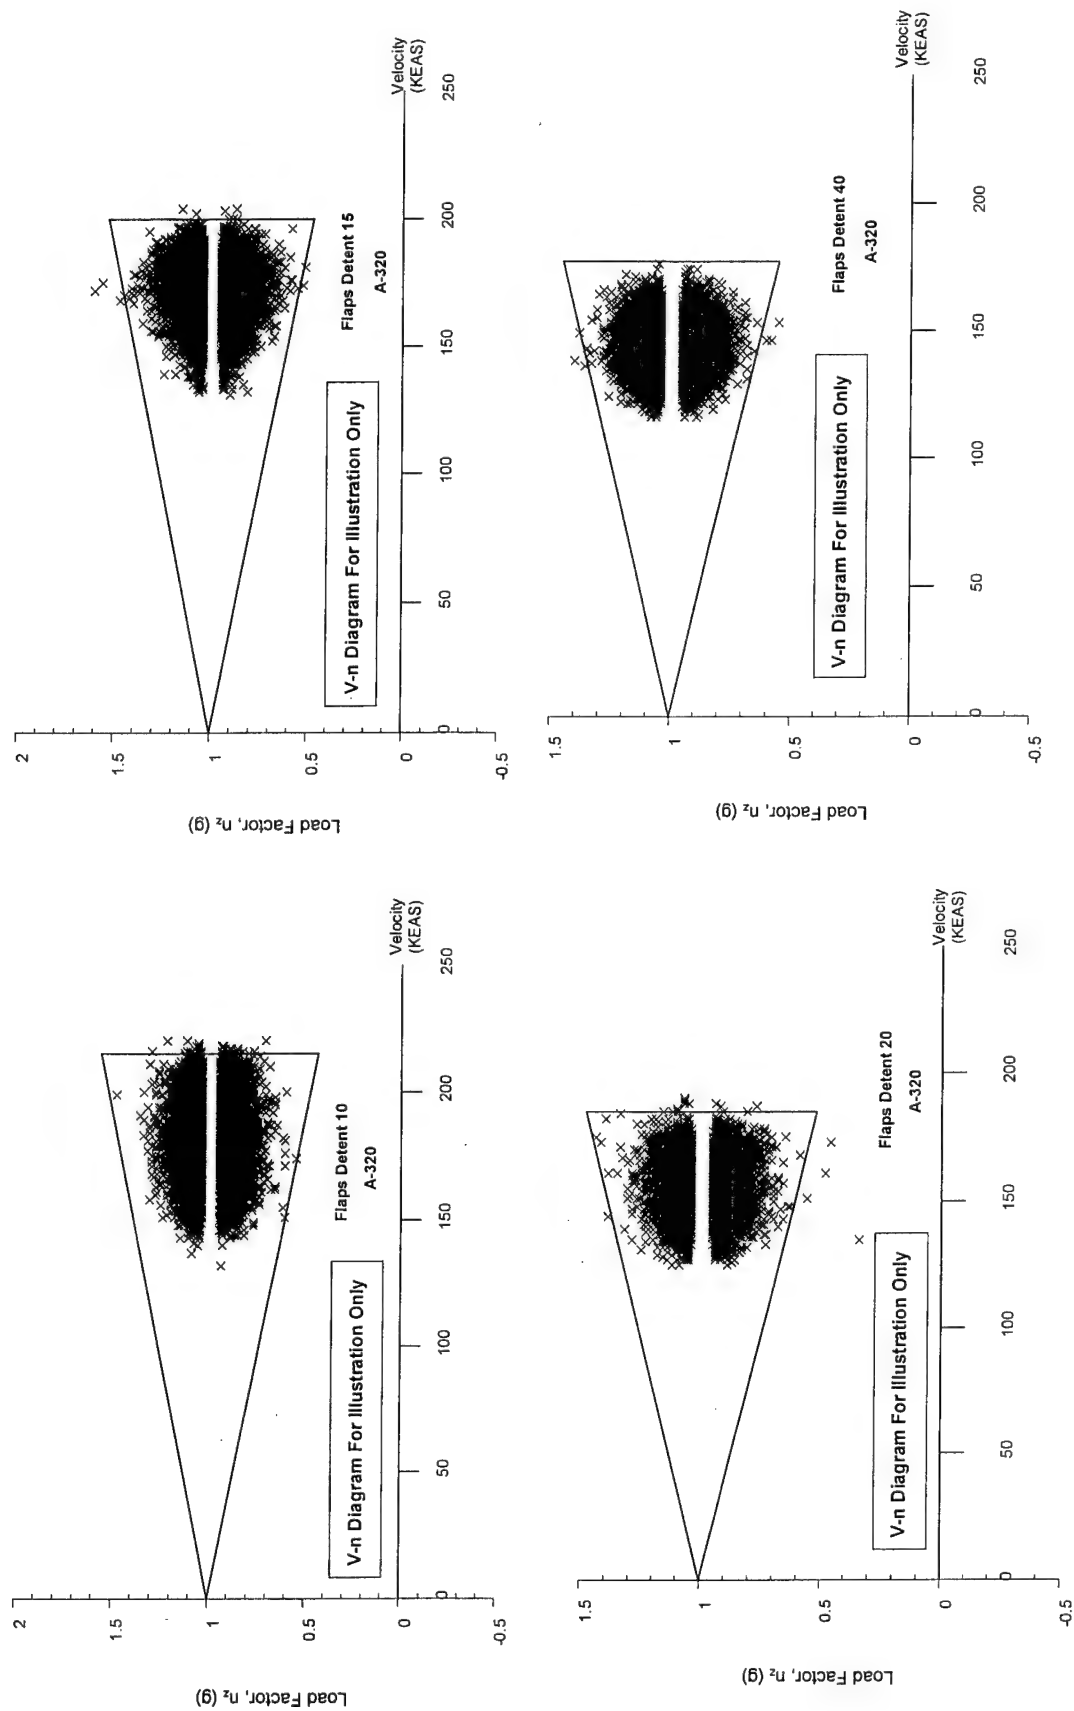 2
1.5
1
0.5
0
-0.5
Load Factor, n_z (g)
0
50
100
150
200
250
Velocity
(KEAS)
Flaps Detent 10
A-320
V-n Diagram For Illustration Only
2
1.5
1
0.5
0
-0.5
Load Factor, n_z (g)
0
50
100
150
200
250
Velocity
(KEAS)
Flaps Detent 15
A-320
V-n Diagram For Illustration Only
1.5
1
0.5
0
-0.5
Load Factor, n_z (g)
0
50
100
150
200
250
Velocity
(KEAS)
Flaps Detent 20
A-320
V-n Diagram For Illustration Only
1.5
1
0.5
0
-0.5
Load Factor, n_z (g)
0
50
100
150
200
250
Velocity
(KEAS)
Flaps Detent 40
A-320
V-n Diagram For Illustration Only